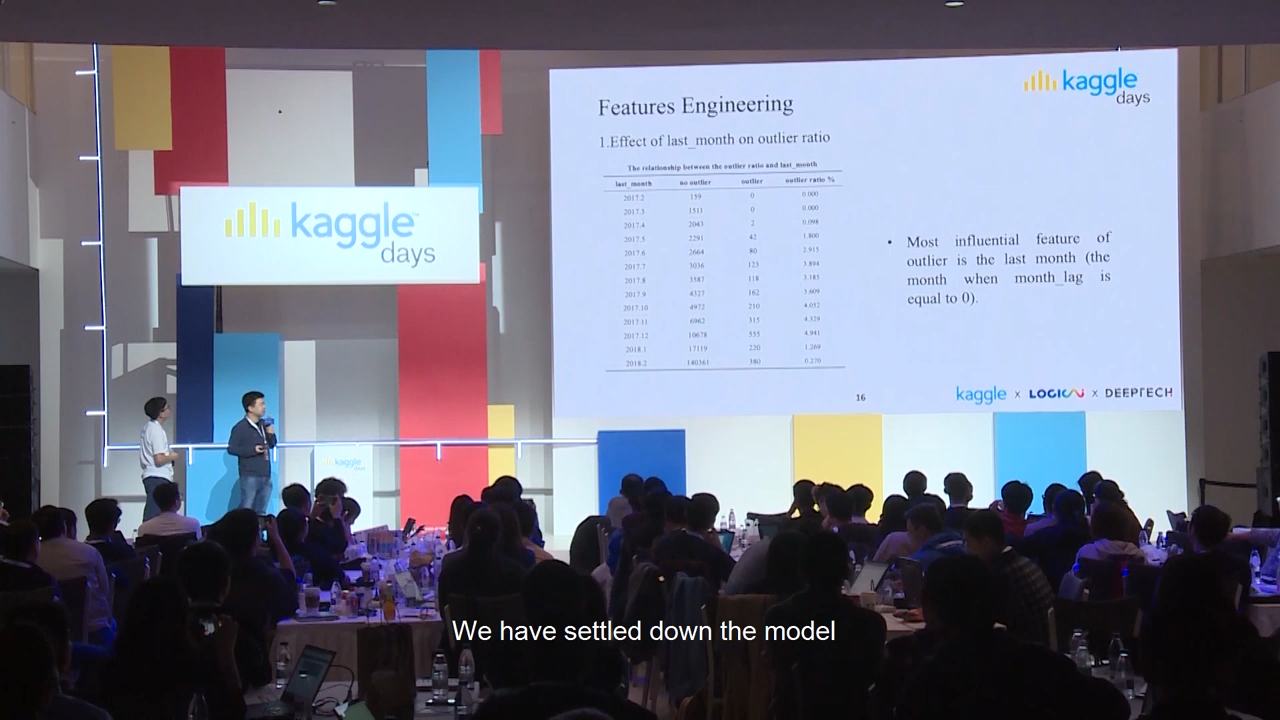 kaggle
days
Features Engineering
1.Effect of last_month on outlier ratio
The relationship between the outlier ratio and last_month
last_month no outlier outlier outlier ratio %
2017.2 159 0 0.000
2017.3 1511 0 0.000
2017.4 2043 2 0.098
2017.5 2291 42 1.800
2017.6 2664 80 2.915
2017.7 3036 123 3.894
2017.8 3587 118 3.185
2017.9 4327 162 3.609
2017.10 4972 210 4.052
2017.11 6962 315 4.329
2017.12 10678 555 4.941
2018.1 17119 220 1.269
2018.2 140361 380 0.270
• Most influential feature of
outlier is the last month (the
month when month_lag is
equal to 0).
16
kaggle x LOGIC x DEEPTECH
kaggle
days
kaggle
days
We have settled down the model